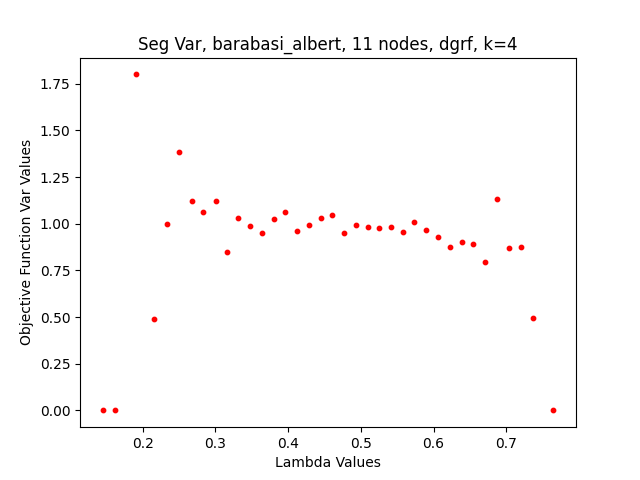 Seg Var, barabasi_albert, 11 nodes, dgrf, k=4
Objective Function Var Values
1.75
1.50
1.25
1.00
0.75
0.50
0.25
0.00
0.2 0.3 0.4 0.5 0.6 0.7
Lambda Values